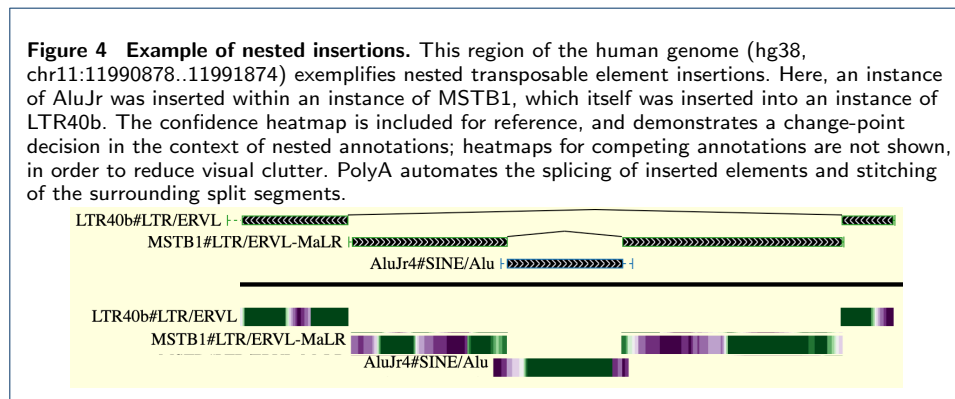 Figure 4 Example of nested insertions. This region of the human genome (hg38,
chr11:11990878..11991874) exemplifies nested transposable element insertions. Here, an instance
of AluJr was inserted within an instance of MSTB1, which itself was inserted into an instance of
LTR40b. The confidence heatmap is included for reference, and demonstrates a change-point
decision in the context of nested annotations; heatmaps for competing annotations are not shown,
in order to reduce visual clutter. PolyA automates the splicing of inserted elements and stitching
of the surrounding split segments.
LTR40b#LTR/ERVL
MSTB1#LTR/ERVL-MaLR
AluJr4#SINE/Alu
LTR40b#LTR/ERVL
MSTB1#LTR/ERVL-MaLR
AluJr4#SINE/Alu